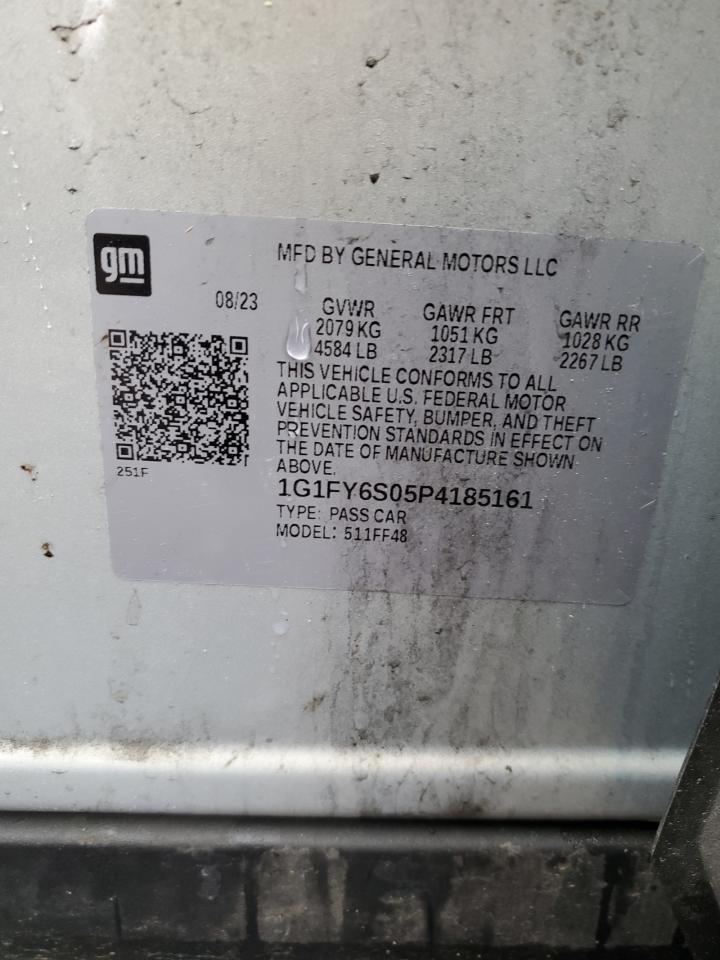 gm
MFD BY GENERAL MOTORS LLC
08/23
GVWR GAWR FRT GAWR RR
2079 KG 1051 KG 1028 KG
4584 LB 2317 LB 2267 LB
THIS VEHICLE CONFORMS TO ALL
APPLICABLE U.S. FEDERAL MOTOR
VEHICLE SAFETY, BUMPER, AND THEFT
PREVENTION STANDARDS IN EFFECT ON
THE DATE OF MANUFACTURE SHOWN
ABOVE.
251F
1G1FY6S05P4185161
TYPE: PASS CAR
MODEL: 511FF48